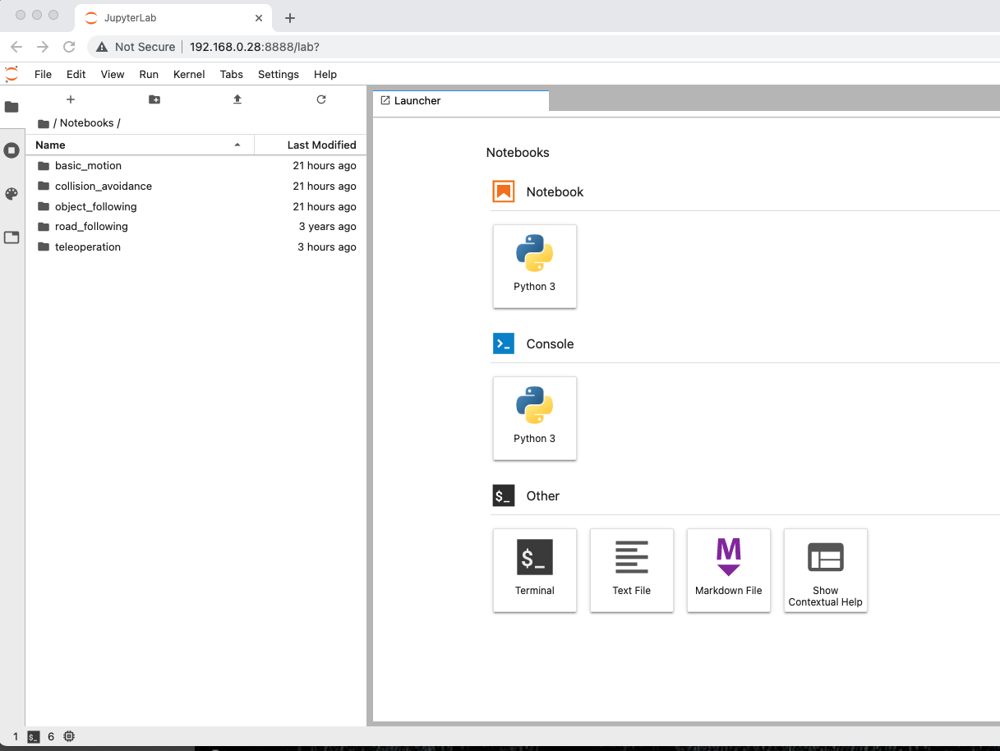 JupyterLab
Not Secure 192.168.0.28:8888/lab?
File Edit View Run Kernel Tabs Settings Help
/ Notebooks /
Name Last Modified
basic_motion 21 hours ago
collision_avoidance 21 hours ago
object_following 21 hours ago
road_following 3 years ago
teleoperation 3 hours ago
Launcher
Notebooks
Notebook
Python 3
>_ Console
Python 3
$_ Other
$_
Terminal
Text File
M
Markdown File
Show
Contextual Help
1 $_ 6